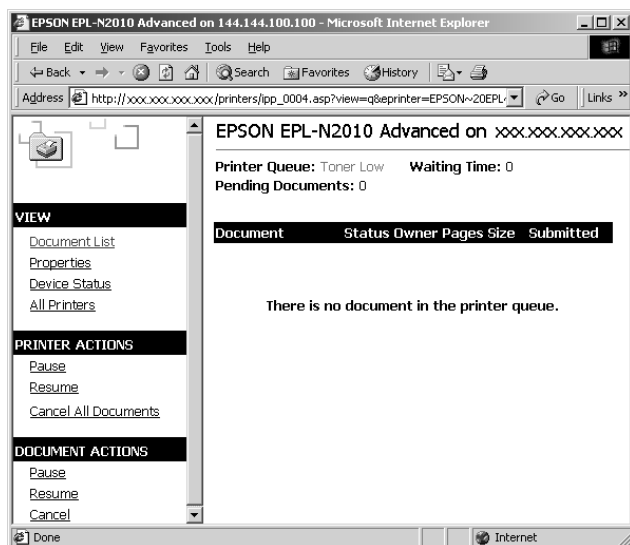 EPSON EPL-N2010 Advanced on 144.144.100.100 - Microsoft Internet Explorer
File Edit View Favorites Tools Help
Back Search Favorites History
Address http://xxx.xxx.xxx.xxx/printers/ipp_0004.asp?view=q&eprinter=EPSON~20EPL- Go Links »
EPSON EPL-N2010 Advanced on xxx.xxx.xxx.xxx
Printer Queue: Toner Low Waiting Time: 0
Pending Documents: 0
Document Status Owner Pages Size Submitted
There is no document in the printer queue.
VIEW
Document List
Properties
Device Status
All Printers
PRINTER ACTIONS
Pause
Resume
Cancel All Documents
DOCUMENT ACTIONS
Pause
Resume
Cancel
Done Internet